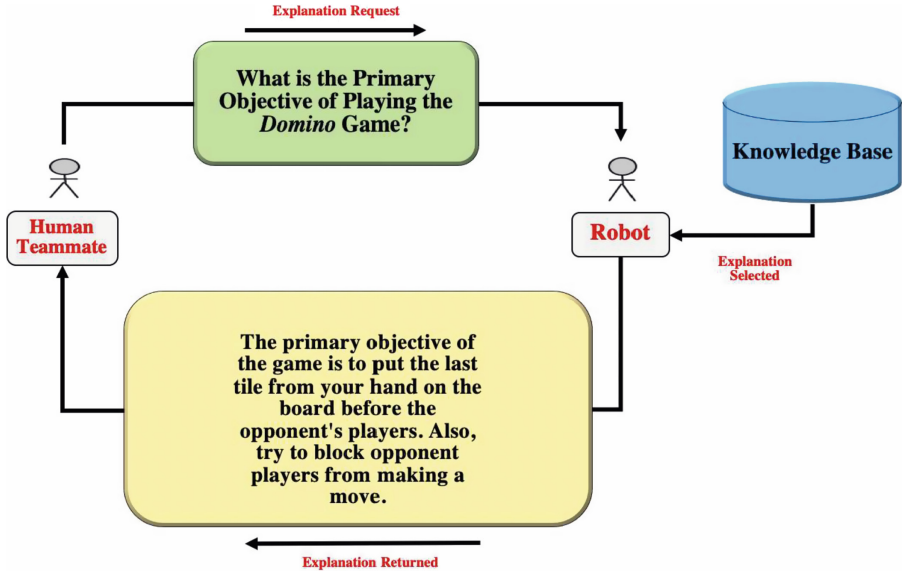 Explanation Request
What is the Primary
Objective of Playing the
Domino Game?
Knowledge Base
Human
Teammate
Robot
Explanation
Selected
The primary objective of
the game is to put the last
tile from your hand on the
board before the
opponent's players. Also,
try to block opponent
players from making a
move.
Explanation Returned